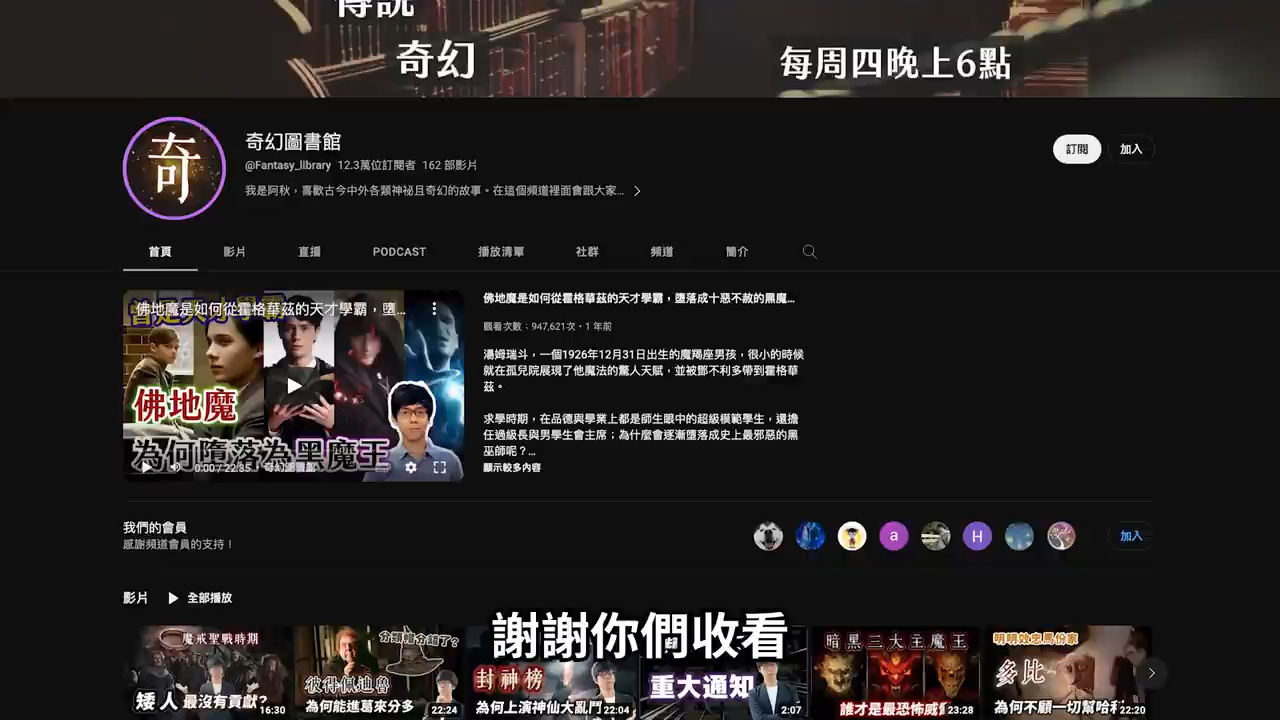 傳說
奇幻
每周四晚上6點
奇
奇幻圖書館
@Fantasy_library 12.3萬位訂閱者 162 部影片
我是阿秋，喜歡古今中外各類神祕且奇幻的故事。在這個頻道裡面會跟大家...
訂閱
加入
首頁
影片
直播
PODCAST
播放清單
社群
頻道
簡介
佛地魔是如何從霍格華茲的天才學霸，墮...
佛地魔
為何墮落為黑魔王
0:00 / 22:35
奇幻圖書館
佛地魔是如何從霍格華茲的天才學霸，墮落成十惡不赦的黑魔...
觀看次數：947,621次・1 年前
湯姆瑞斗，一個1926年12月31日出生的魔羯座男孩，很小的時候
就在孤兒院展現了他魔法的驚人天賦，並被鄧不利多帶到霍格華
茲。
求學時期，在品德與學業上都是師生眼中的超級模範學生，還擔
任過級長與男學生會主席；為什麼會逐漸墮落成史上最邪惡的黑
巫師呢？...
顯示較多內容
我們的會員
感謝頻道會員的支持！
a
H
加入
影片
全部播放
謝謝你們收看
魔戒聖戰時期
矮人最沒有貢獻？
16:30
分類帽分錯了？
彼得佩迪魯
為何能進葛來分多
22:24
封神榜
為何上演神仙大亂鬥
22:04
重大通知
2:07
暗黑三大主魔王
誰才是最恐怖威
23:28
明明效忠馬份家
多比
為何不顧一切幫哈利
22:20